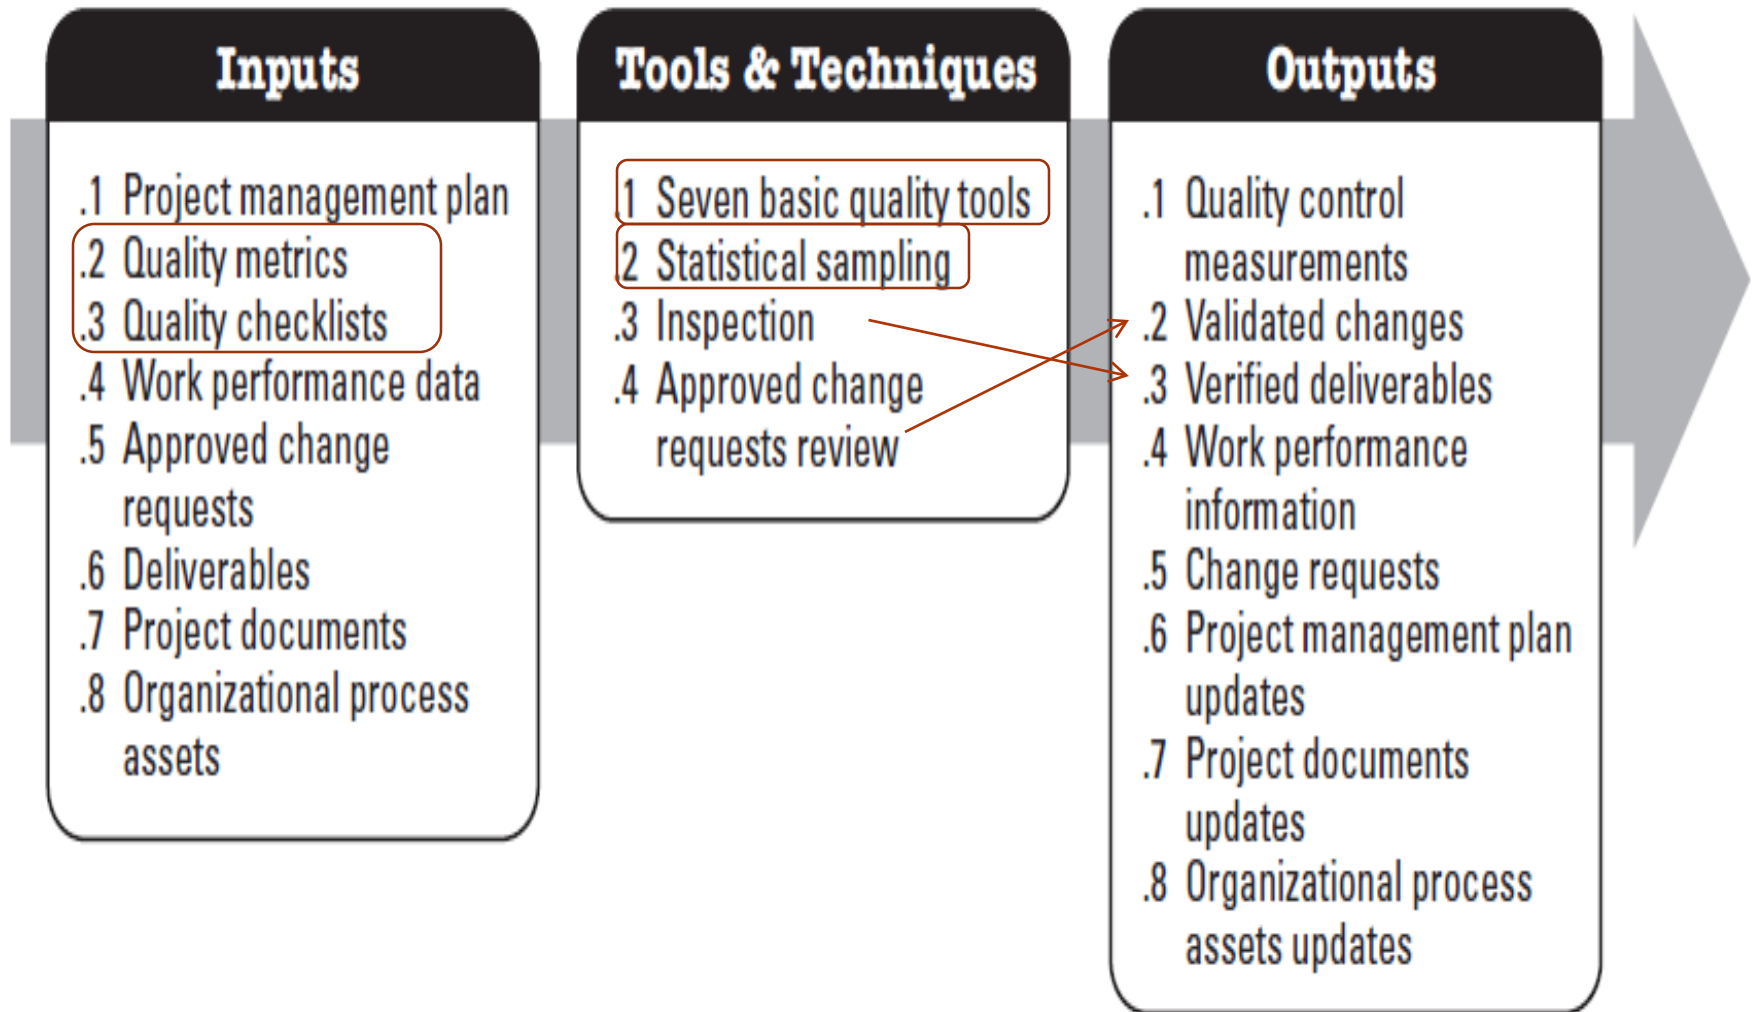 Inputs
.1 Project management plan
.2 Quality metrics
.3 Quality checklists
.4 Work performance data
.5 Approved change
requests
.6 Deliverables
.7 Project documents
.8 Organizational process
assets
Tools & Techniques
.1 Seven basic quality tools
.2 Statistical sampling
.3 Inspection
.4 Approved change
requests review
Outputs
.1 Quality control
measurements
.2 Validated changes
.3 Verified deliverables
.4 Work performance
information
.5 Change requests
.6 Project management plan
updates
.7 Project documents
updates
.8 Organizational process
assets updates